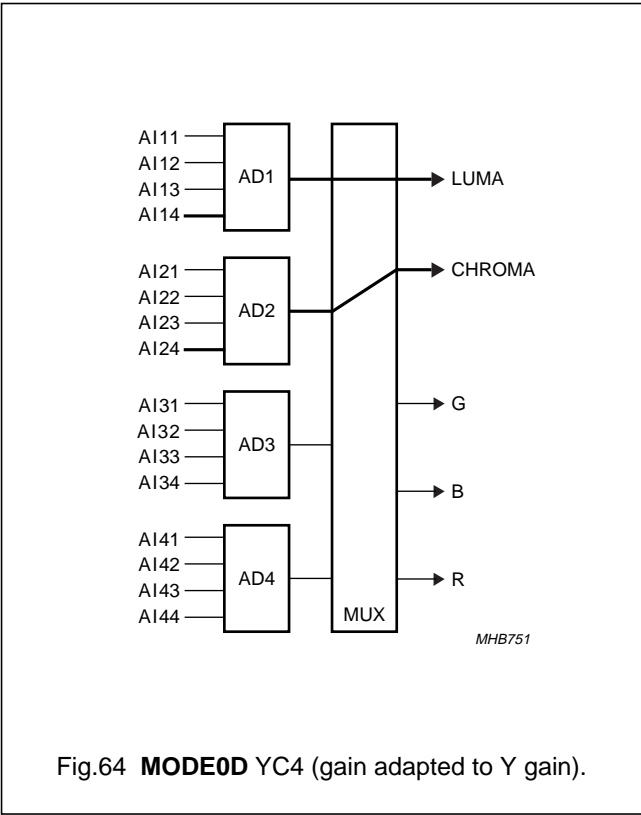 AI11
AI12
AD1
LUMA
AI13
AI14
AI21
CHROMA
AI22
AD2
AI23
AI24
AI31
G
AI32
AD3
AI33
AI34
B
AI41
AI42
AD4
R
AI43
AI44
MUX
MHB751
Fig.64 MODE0D YC4 (gain adapted to Y gain).